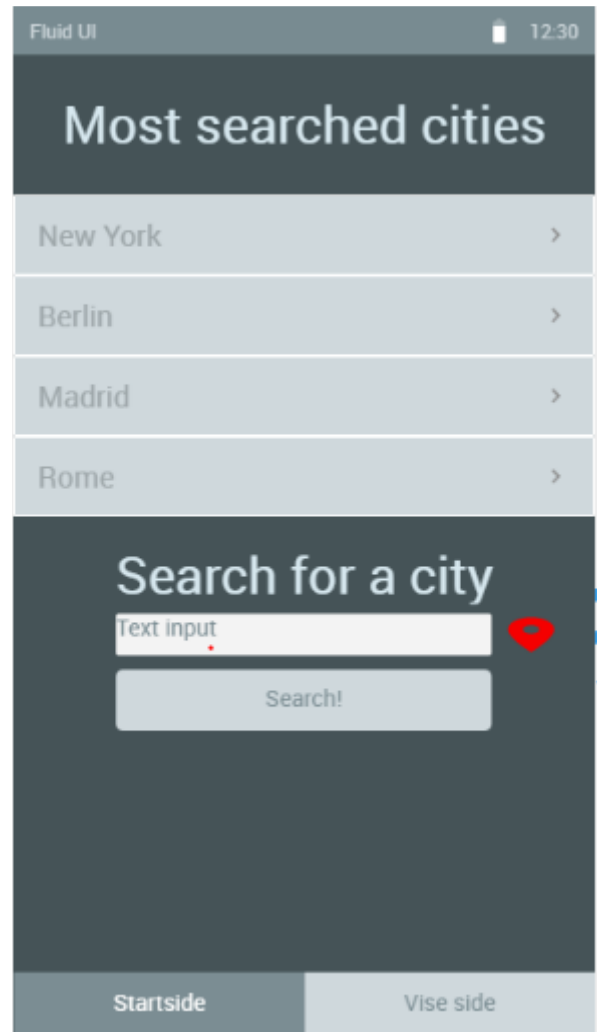 Fluid UI 12:30
Most searched cities
New York
Berlin
Madrid
Rome
Search for a city
Text input
Search!
Startside Vise side